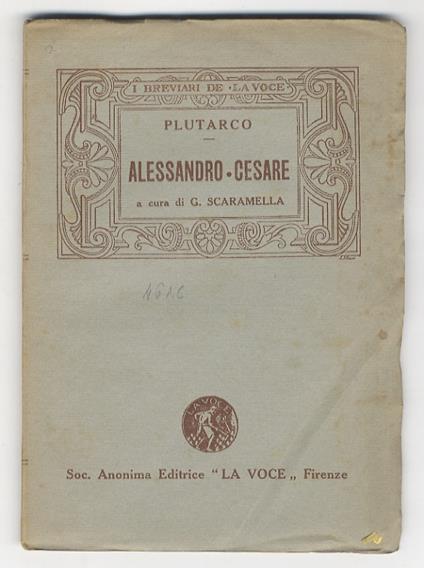 I BREVIARI DE "LA VOCE"
PLUTARCO
ALESSANDRO • CESARE
a cura di G. SCARAMELLA
LA VOCE
Soc. Anonima Editrice "LA VOCE„ Firenze